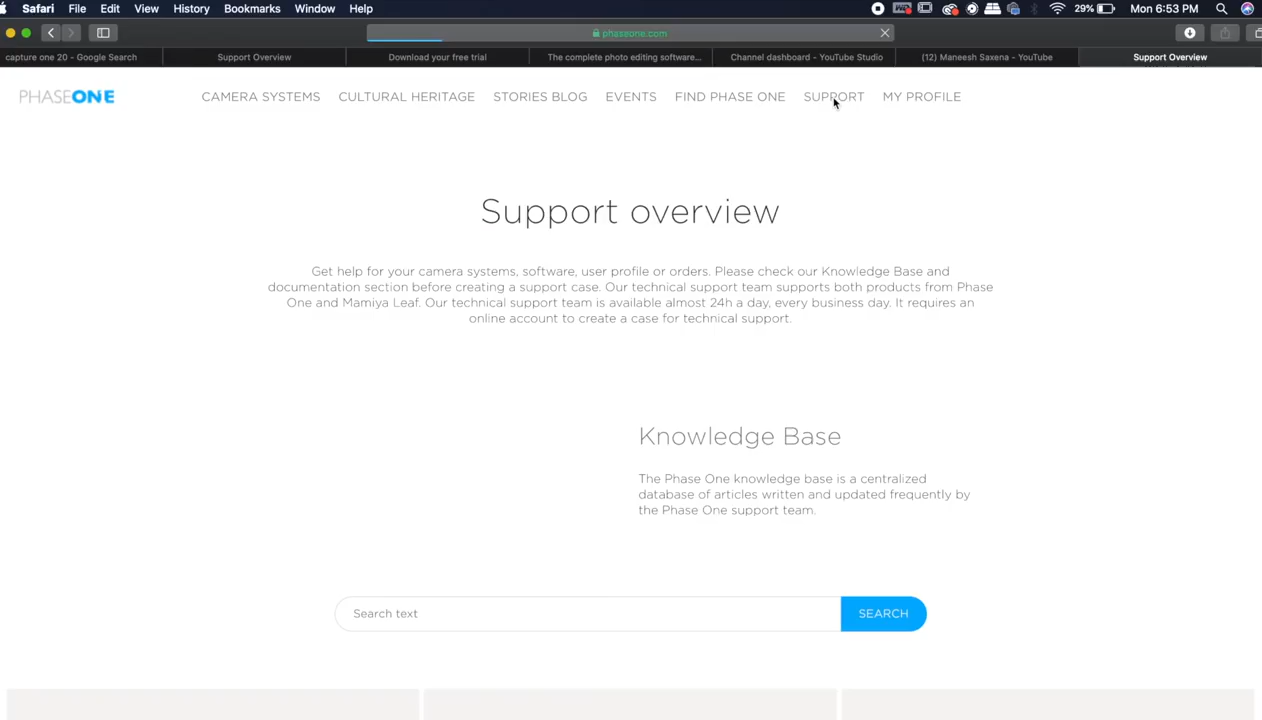 Safari File Edit View History Bookmarks Window Help 29% Mon 6:53 PM
phaseone.com
capture one 20 - Google Search Support Overview Download your free trial The complete photo editing software... Channel dashboard - YouTube Studio (12) Maneesh Saxena - YouTube Support Overview
PHASEONE CAMERA SYSTEMS CULTURAL HERITAGE STORIES BLOG EVENTS FIND PHASE ONE SUPPORT MY PROFILE
Support overview
Get help for your camera systems, software, user profile or orders. Please check our Knowledge Base and
documentation section before creating a support case. Our technical support team supports both products from Phase
One and Mamiya Leaf. Our technical support team is available almost 24h a day, every business day. It requires an
online account to create a case for technical support.
Knowledge Base
The Phase One knowledge base is a centralized
database of articles written and updated frequently by
the Phase One support team.
Search text SEARCH